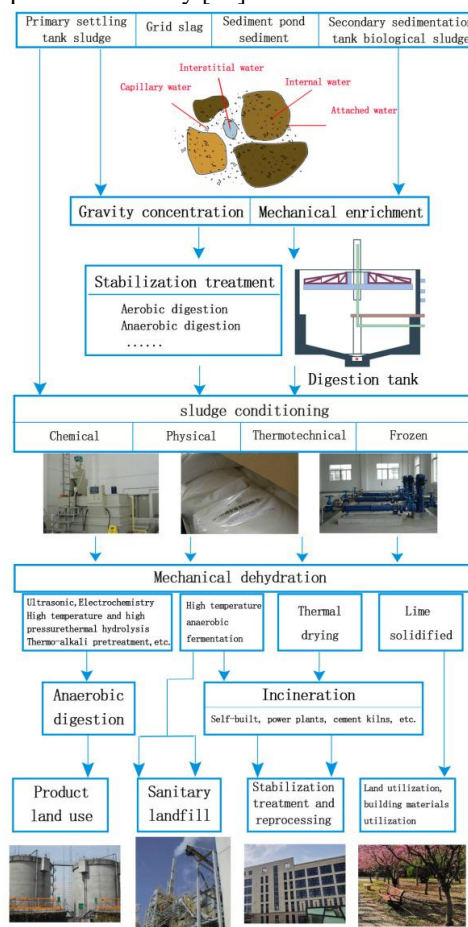 Primary settling
tank sludge
Grid slag
Sediment pond
sediment
Secondary sedimentation
tank biological sludge
Interstitial water
Capillary water
Internal water
Attached water
Gravity concentration
Mechanical enrichment
Stabilization treatment
Aerobic digestion
Anaerobic digestion
......
Digestion tank
sludge conditioning
Chemical
Physical
Thermotechnical
Frozen
Mechanical dehydration
Ultrasonic,Electrochemistry
High temperature and high
pressurethermal hydrolysis
Thermo-alkali pretreatment,etc.
High temperature
anaerobic
fermentation
Thermal
drying
Lime
solidified
Anaerobic
digestion
Incineration
Self-built, power plants, cement kilns, etc.
Product
land use
Sanitary
landfill
Stabilization
treatment and
reprocessing
Land utilization,
building materials
utilization